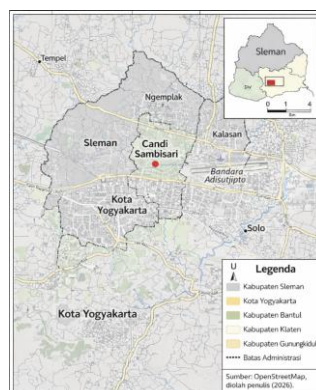 Tempel
Sleman
0 1 4
Ngemplak
Sleman
Candi
Sambisari
Kalasan
Bandara
Adisutjipto
Kota
Yogyakarta
Solo
Kota Yogyakarta
U
Legenda
Kabupaten Sleman
Kota Yogyakarta
Kabupaten Bantul
Kabupaten Klaten
Kabupaten Gunungkidul
Batas Administrasi
Sumber: OpenStreetMap,
diolah penulis (2026).